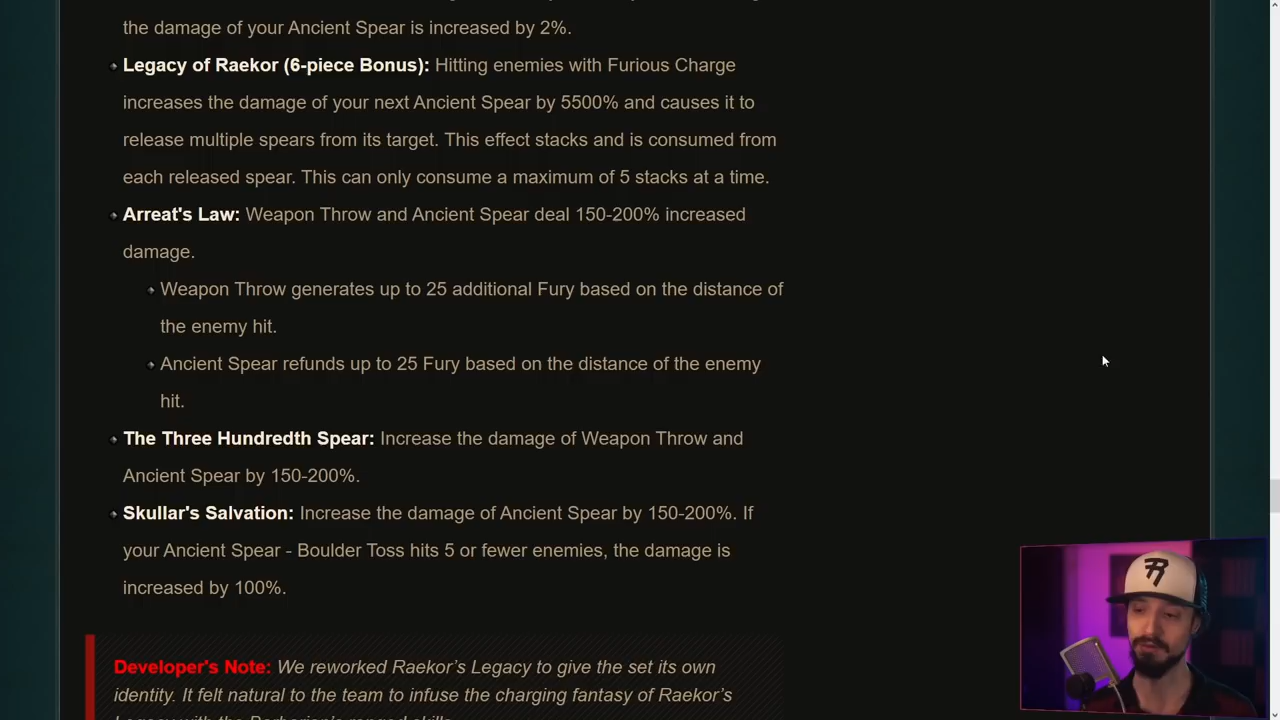 the damage of your Ancient Spear is increased by 2%.
Legacy of Raekor (6-piece Bonus): Hitting enemies with Furious Charge
increases the damage of your next Ancient Spear by 5500% and causes it to
release multiple spears from its target. This effect stacks and is consumed from
each released spear. This can only consume a maximum of 5 stacks at a time.
Arreat's Law: Weapon Throw and Ancient Spear deal 150-200% increased
damage.
Weapon Throw generates up to 25 additional Fury based on the distance of
the enemy hit.
Ancient Spear refunds up to 25 Fury based on the distance of the enemy
hit.
The Three Hundredth Spear: Increase the damage of Weapon Throw and
Ancient Spear by 150-200%.
Skullar's Salvation: Increase the damage of Ancient Spear by 150-200%. If
your Ancient Spear - Boulder Toss hits 5 or fewer enemies, the damage is
increased by 100%.
Developer's Note: We reworked Raekor’s Legacy to give the set its own
identity. It felt natural to the team to infuse the charging fantasy of Raekor’s